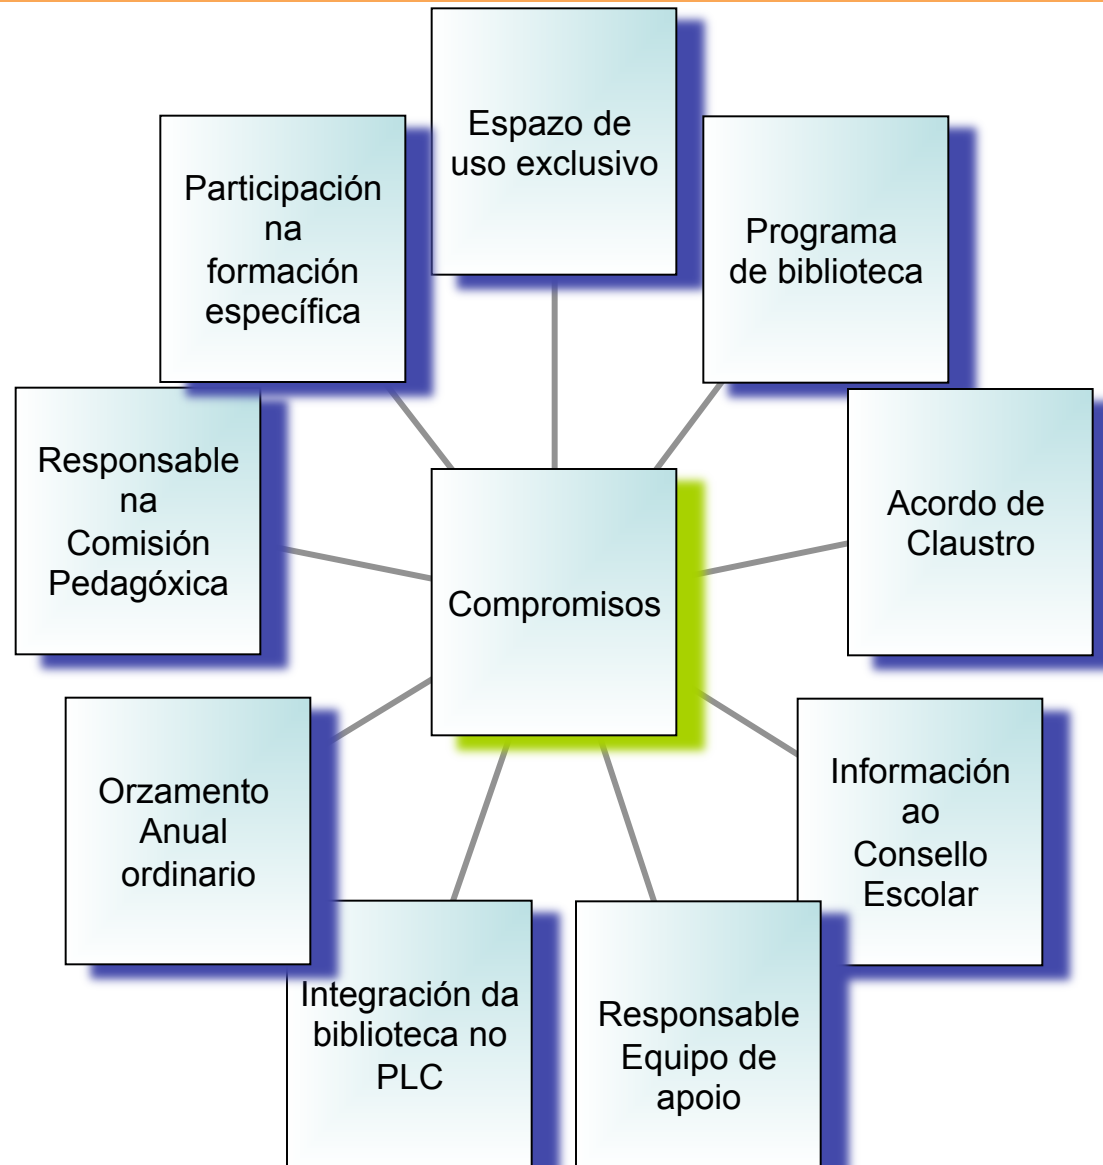 Espazo de
uso exclusivo
Programa
de biblioteca
Acordo de
Claustro
Información
ao
Consello
Escolar
Responsable
Equipo de
apoio
Integración da
biblioteca no
PLC
Orzamento
Anual
ordinario
Responsable
na
Comisión
Pedagóxica
Participación
na
formación
específica
Compromisos